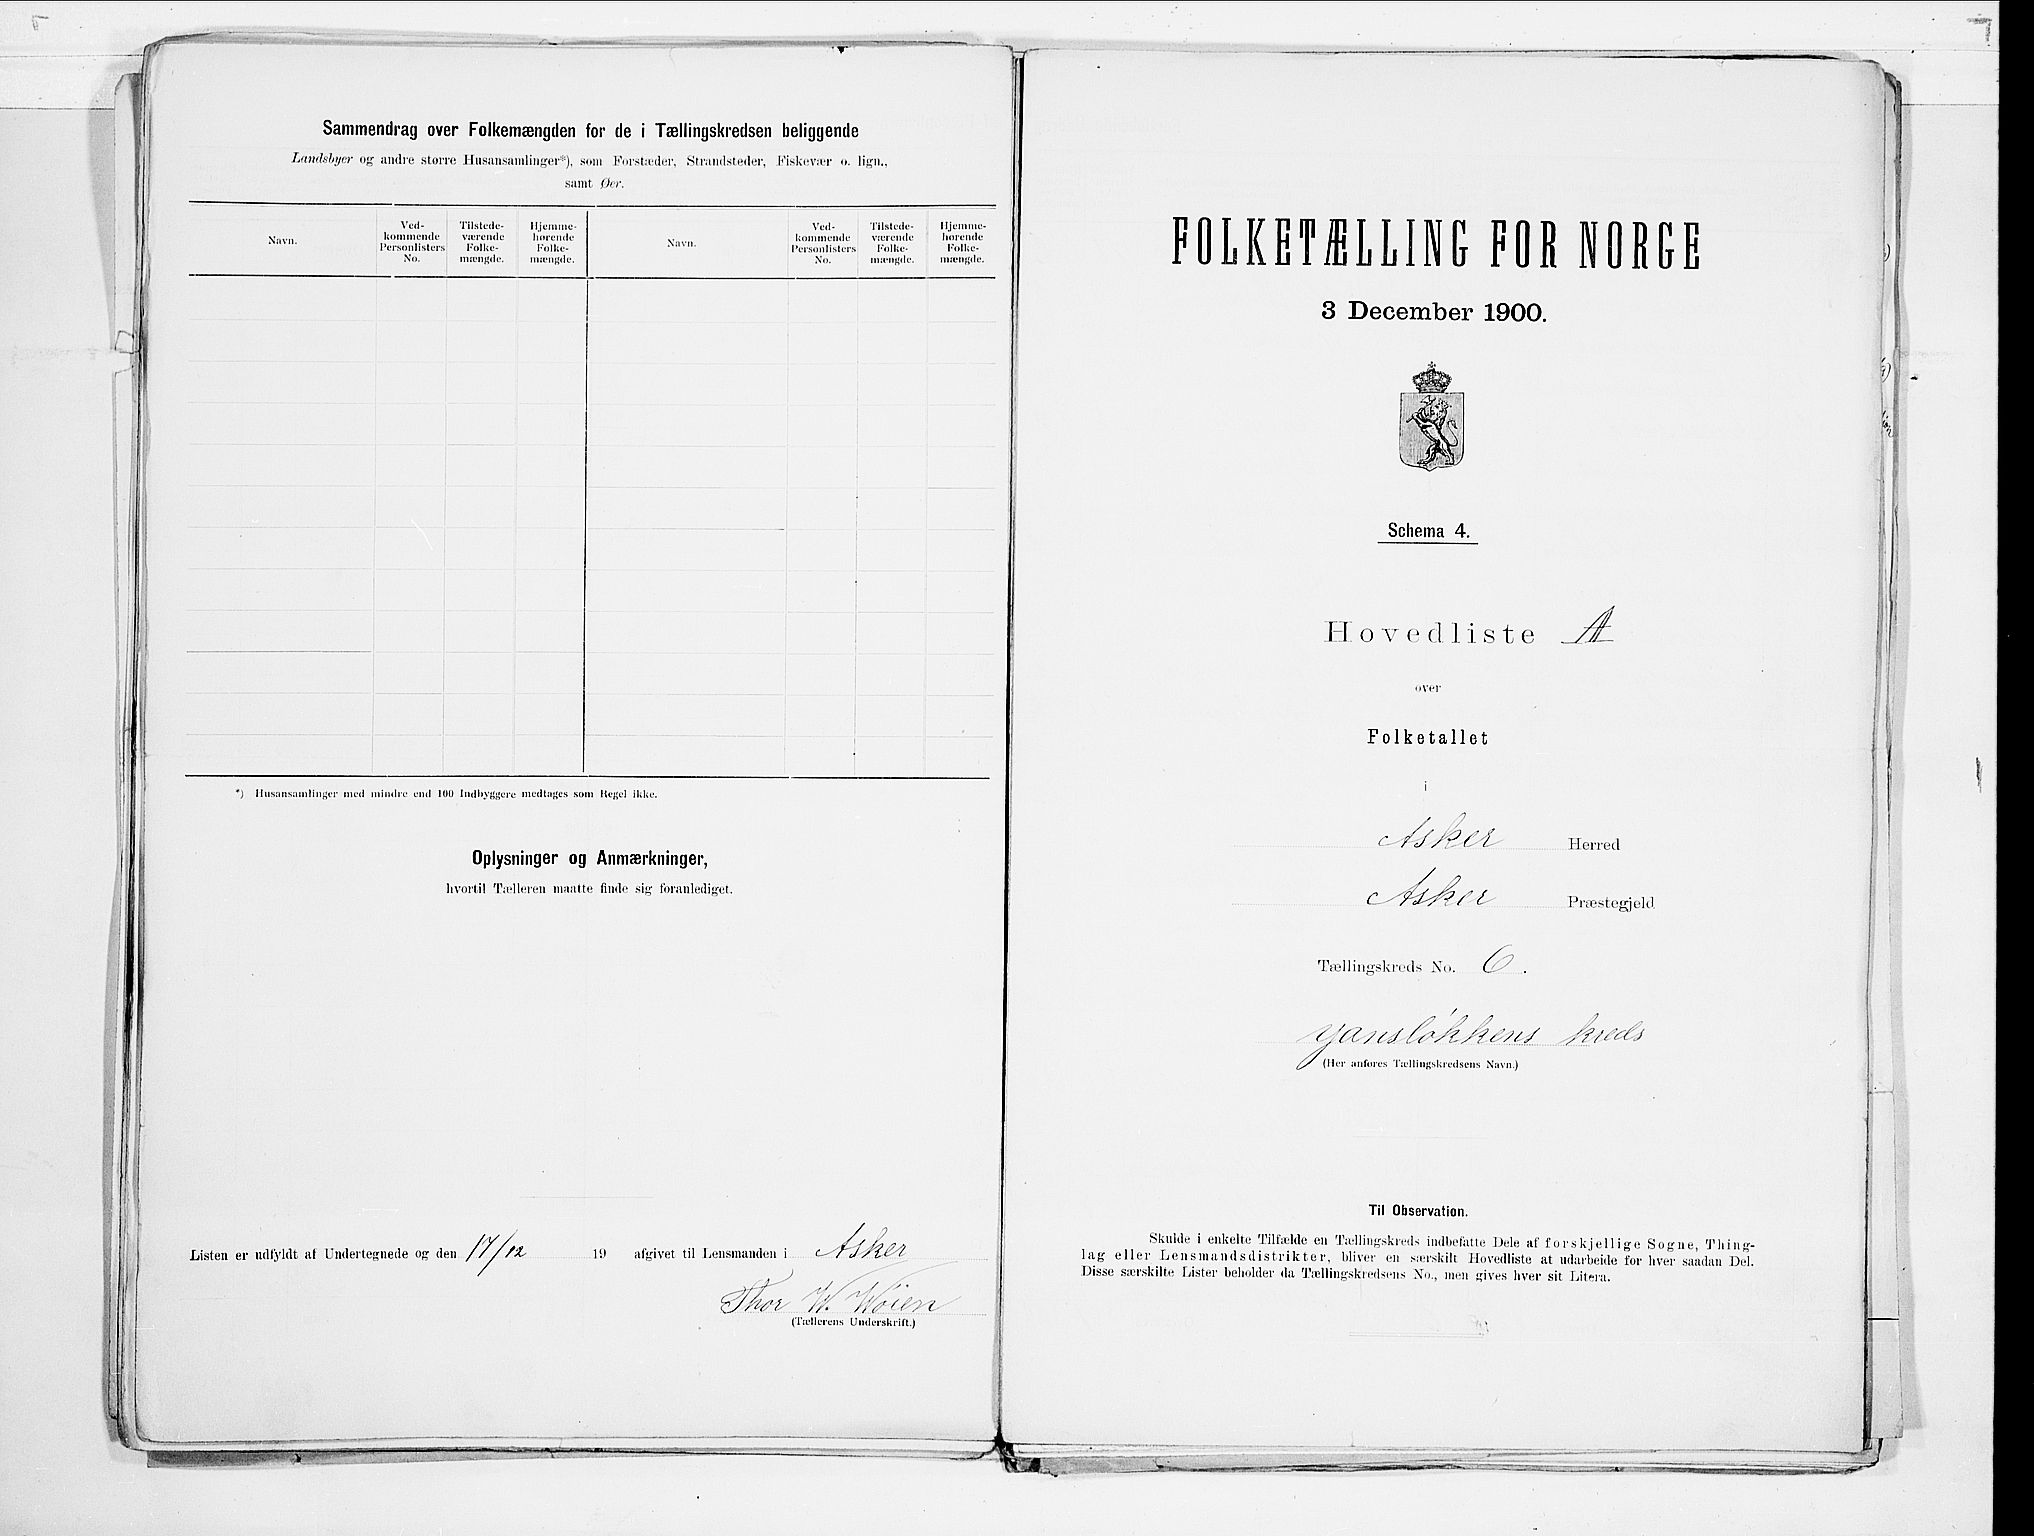 Sammendrag over Folkemængden for de i Tællingskredsen beliggende
Landsbyer og andre større Husansamlinger*), som Forstæder, Strandsteder, Fiskevær o. lign.,
samt Øer.
Navn.
Ved-
kommende
Personlisters
No.
Tilstede-
værende
Folke-
mængde.
Hjemme-
hørende
Folke-
mængde.
Navn.
Ved-
kommende
Personlisters
No.
Tilstede-
værende
Folke-
mængde.
Hjemme-
hørende
Folke-
mængde.
*) Husansamlinger med mindre end 100 Indbyggere medtages som Regel ikke.
Oplysninger og Anmærkninger,
hvortil Tælleren maatte finde sig foranlediget.
Listen er udfyldt af Undertegnede og den 17/12 19 afgivet til Lensmanden i Asker
Thor W. Wöien
(Tællerens Underskrift.)
FOLKETÆLLING FOR NORGE
3 December 1900.
Schema 4.
Hovedliste A
over
Folketallet
i
Asker Herred
Asker Præstegjeld
Tællingskreds No. 6.
Jansløkkens kreds
(Her anføres Tællingskredsens Navn.)
Til Observation.
Skulde i enkelte Tilfælde en Tællingskreds indbefatte Dele af forskjellige Sogne, Thing-
lag eller Lensmandsdistrikter, bliver en særskilt Hovedliste at udarbeide for hver saadan Del.
Disse særskilte Lister beholder da Tællingskredsens No., men gives hver sit Litera.